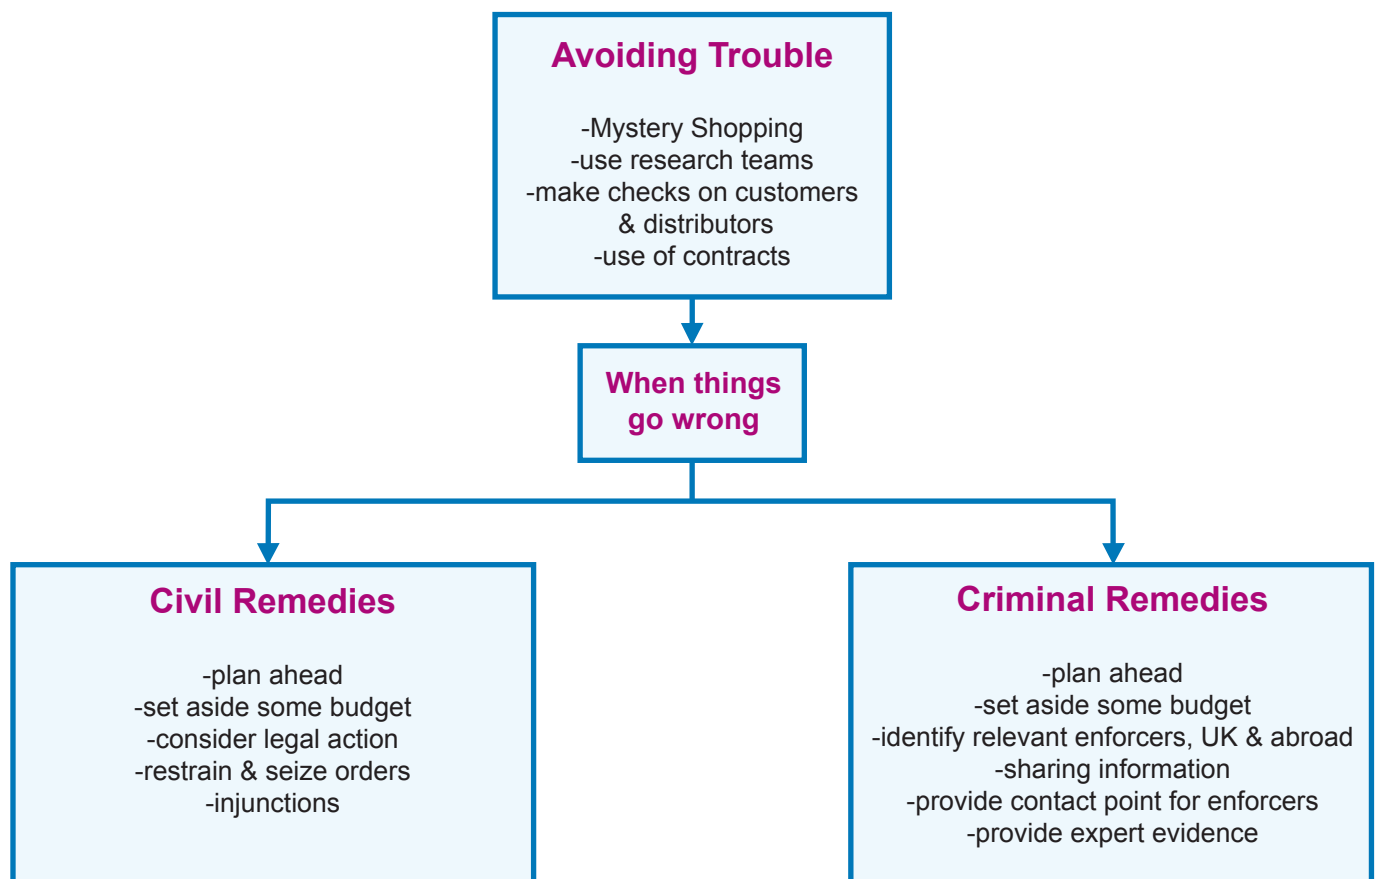 Avoiding Trouble
-Mystery Shopping
-use research teams
-make checks on customers
& distributors
-use of contracts
When things
go wrong
Civil Remedies
-plan ahead
-set aside some budget
-consider legal action
-restrain & seize orders
-injunctions
Criminal Remedies
-plan ahead
-set aside some budget
-identify relevant enforcers, UK & abroad
-sharing information
-provide contact point for enforcers
-provide expert evidence